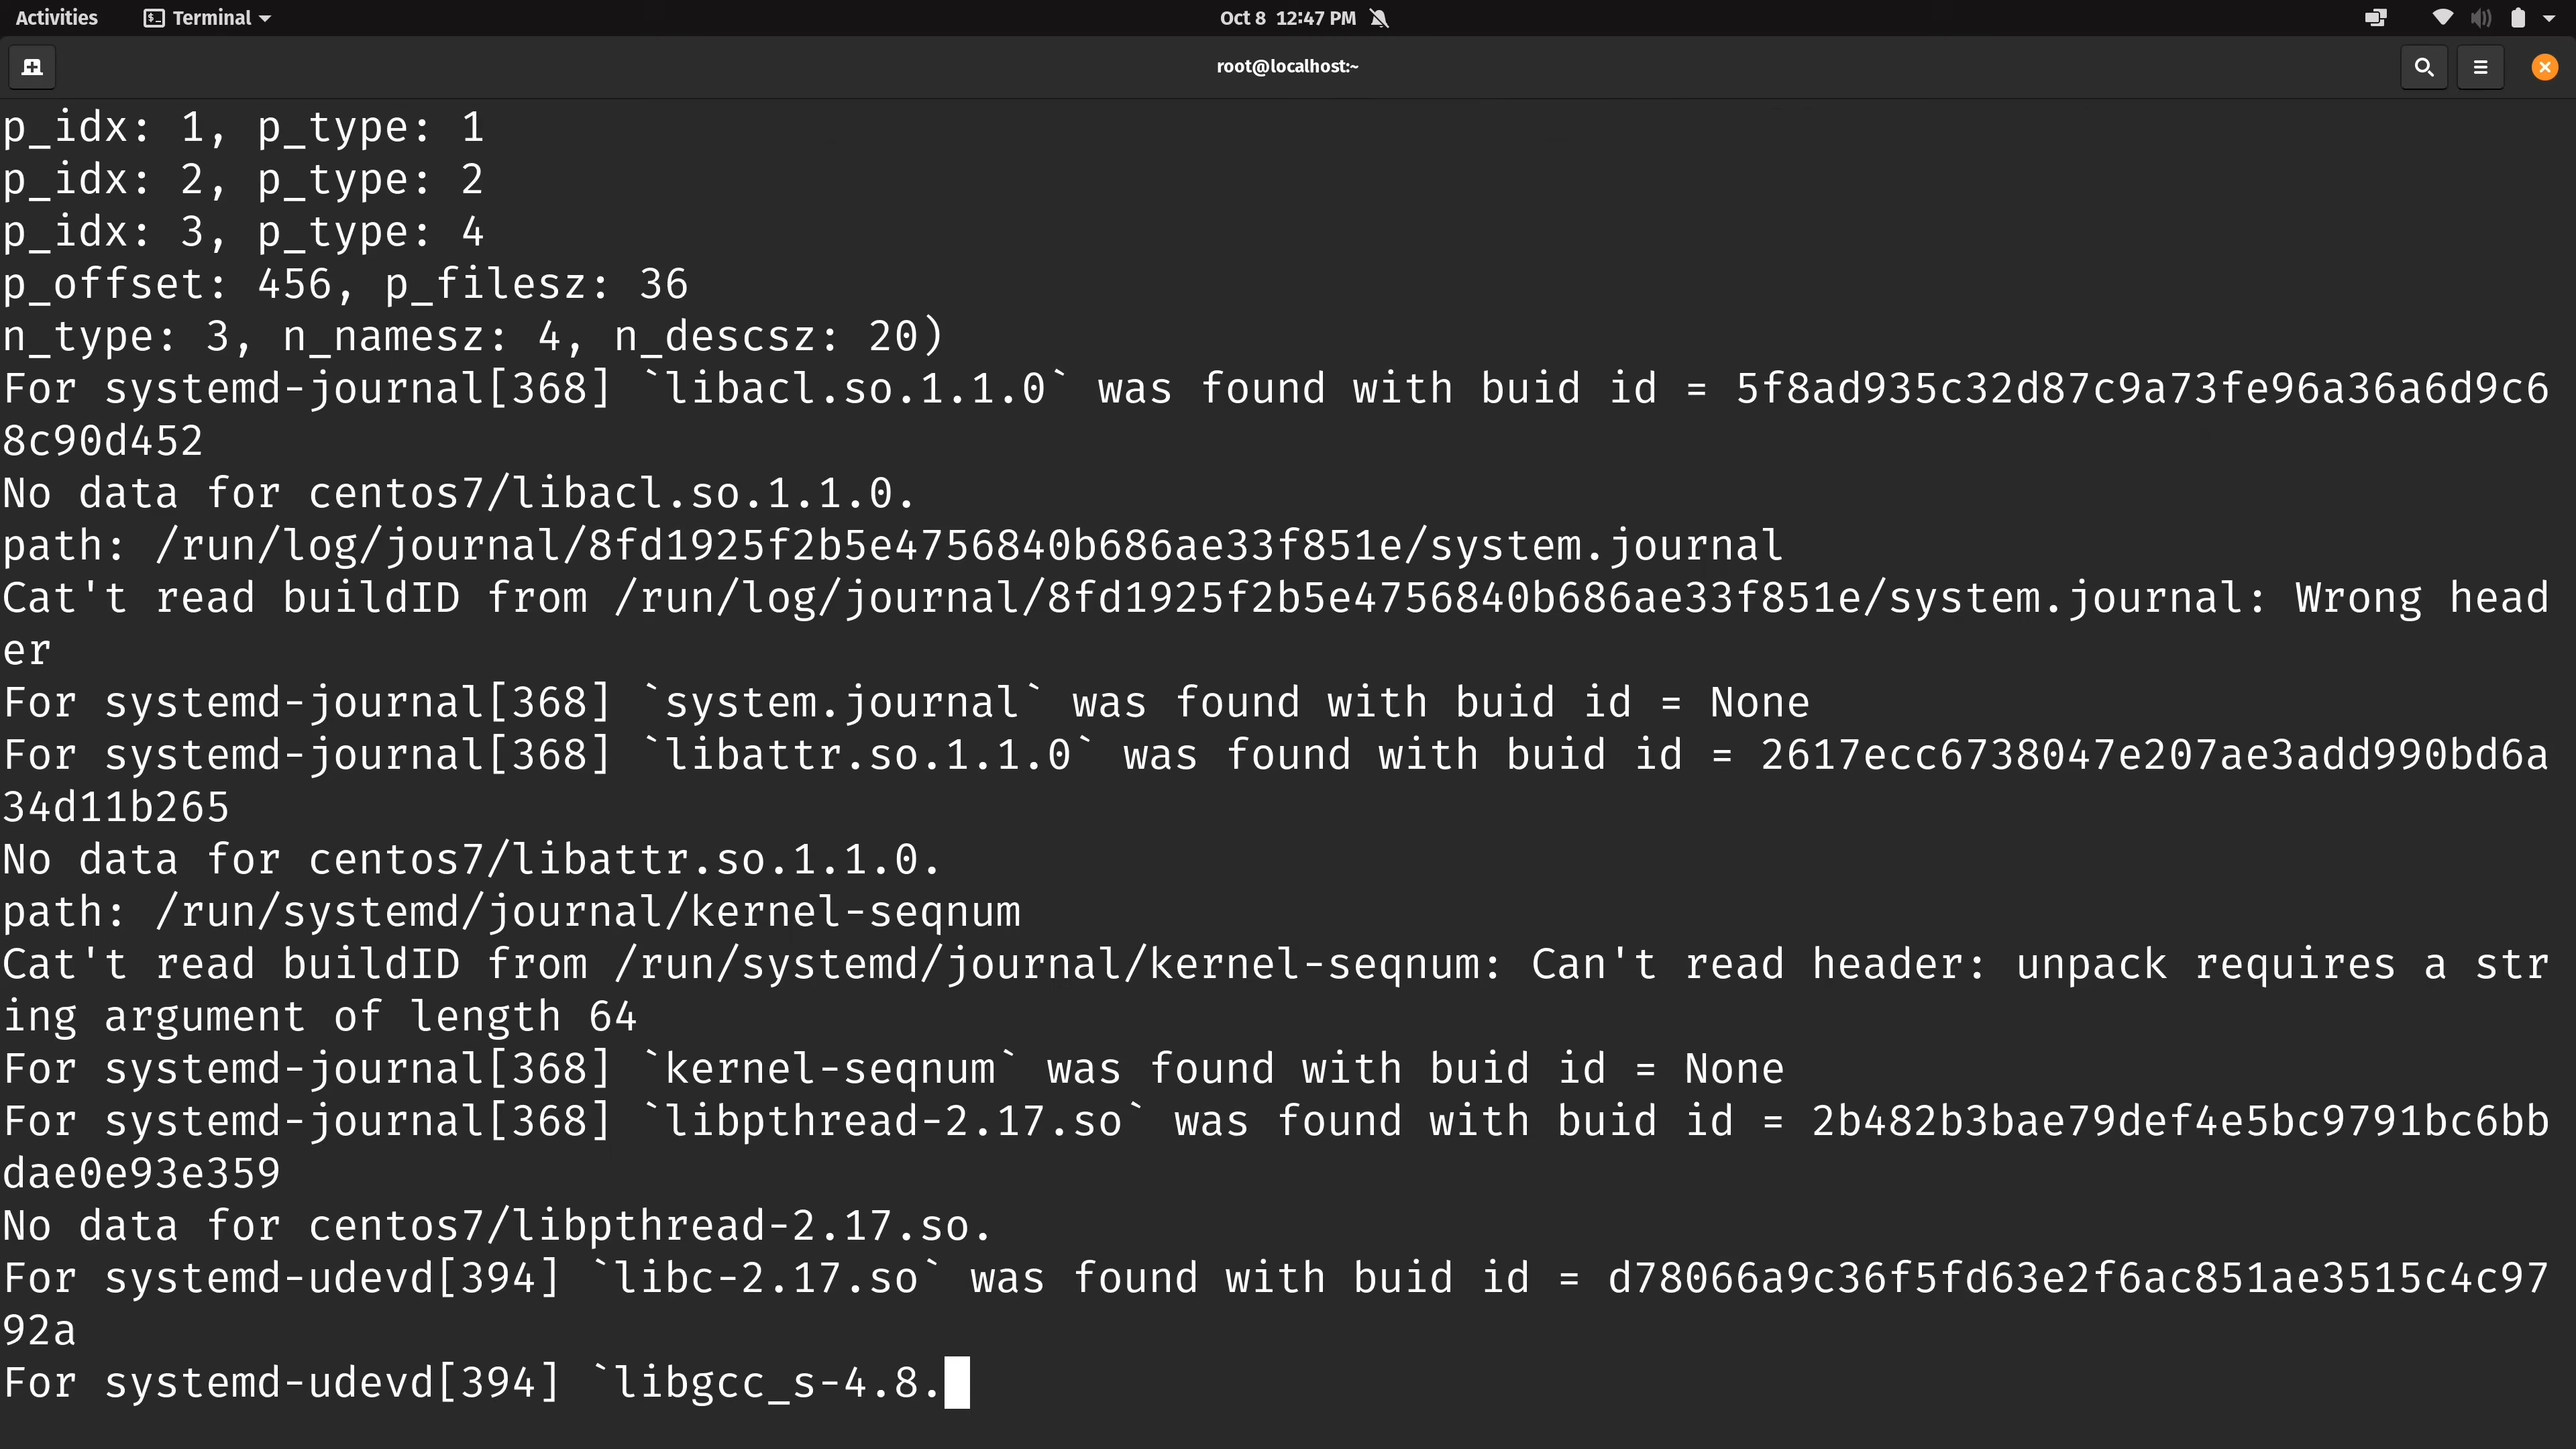 Activities Terminal Oct 8 12:47 PM
root@localhost:~
p_idx: 1, p_type: 1
p_idx: 2, p_type: 2
p_idx: 3, p_type: 4
p_offset: 456, p_filesz: 36
n_type: 3, n_namesz: 4, n_descsz: 20)
For systemd-journal[368] `libacl.so.1.1.0` was found with buid id = 5f8ad935c32d87c9a73fe96a36a6d9c6
8c90d452
No data for centos7/libacl.so.1.1.0.
path: /run/log/journal/8fd1925f2b5e4756840b686ae33f851e/system.journal
Cat't read buildID from /run/log/journal/8fd1925f2b5e4756840b686ae33f851e/system.journal: Wrong head
er
For systemd-journal[368] `system.journal` was found with buid id = None
For systemd-journal[368] `libattr.so.1.1.0` was found with buid id = 2617ecc6738047e207ae3add990bd6a
34d11b265
No data for centos7/libattr.so.1.1.0.
path: /run/systemd/journal/kernel-seqnum
Cat't read buildID from /run/systemd/journal/kernel-seqnum: Can't read header: unpack requires a str
ing argument of length 64
For systemd-journal[368] `kernel-seqnum` was found with buid id = None
For systemd-journal[368] `libpthread-2.17.so` was found with buid id = 2b482b3bae79def4e5bc9791bc6bb
dae0e93e359
No data for centos7/libpthread-2.17.so.
For systemd-udevd[394] `libc-2.17.so` was found with buid id = d78066a9c36f5fd63e2f6ac851ae3515c4c97
92a
For systemd-udevd[394] `libgcc_s-4.8.